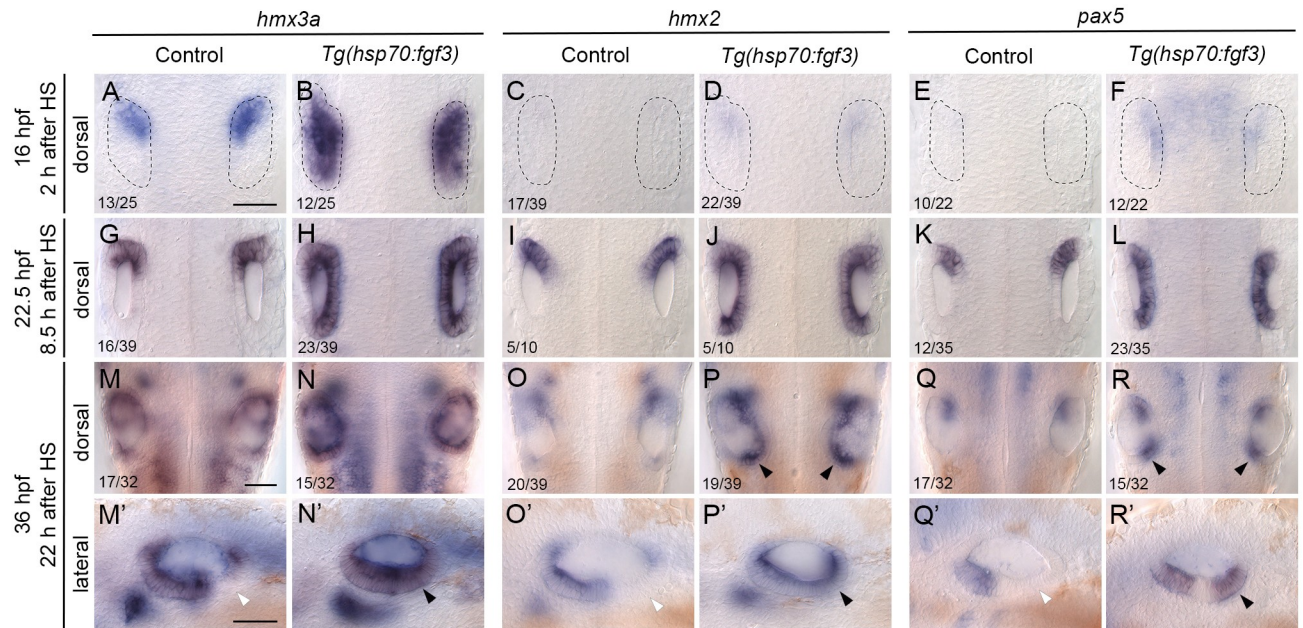 hmx3a hmx2 pax5
Control Tg(hsp70:fgf3) Control Tg(hsp70:fgf3) Control Tg(hsp70:fgf3)
16 hpf
2 h after HS
dorsal
A B C D E F
13/25 12/25 17/39 22/39 10/22 12/22
22.5 hpf
8.5 h after HS
dorsal
G H I J K L
16/39 23/39 5/10 5/10 12/35 23/35
36 hpf
22 h after HS
dorsal
M N O P Q R
17/32 15/32 20/39 19/39 17/32 15/32
lateral
M' N' O' P' Q' R'